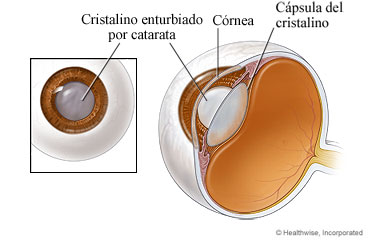 Cristalino enturbiado
por catarata
Córnea
Cápsula del
cristalino
© Healthwise, Incorporated